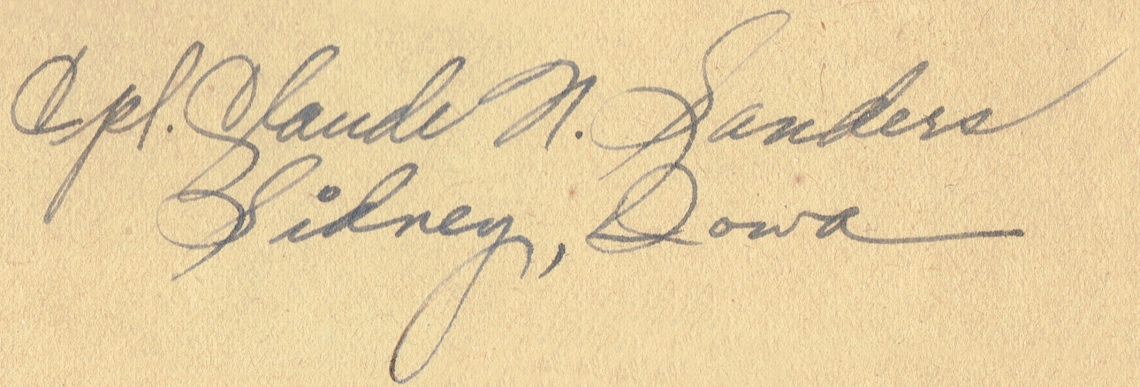 Cpl. Claude N. Sanders
Sidney, Iowa